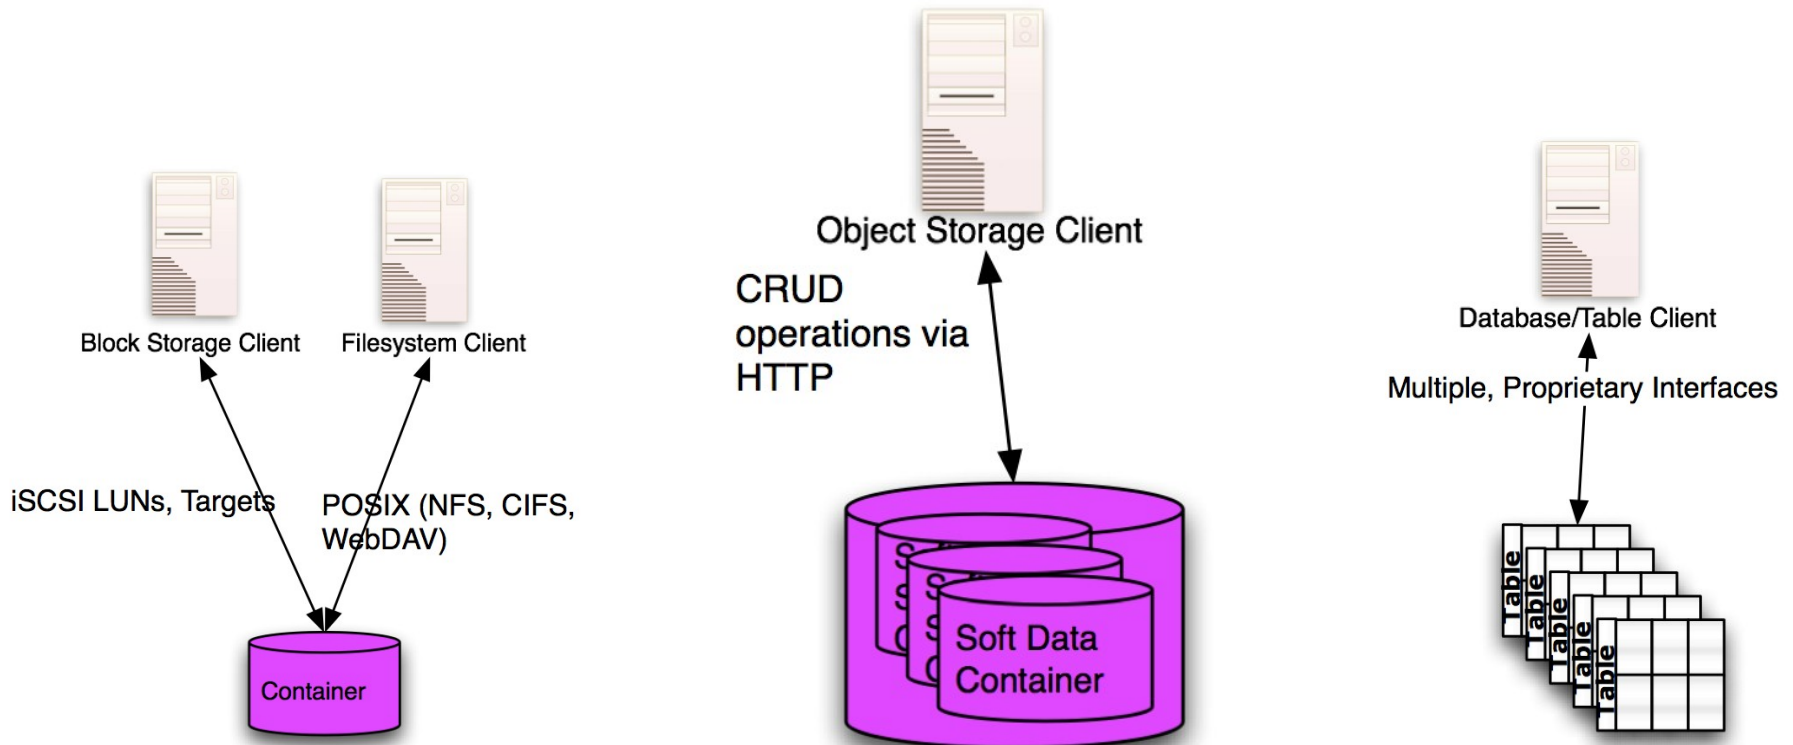 Block Storage Client
Filesystem Client
iSCSI LUNs, Targets
POSIX (NFS, CIFS,
WebDAV)
Container
Object Storage Client
CRUD
operations via
HTTP
S
S
C
S
S
C
Soft Data
Container
Database/Table Client
Multiple, Proprietary Interfaces
Table
Table
Table
Table
Table